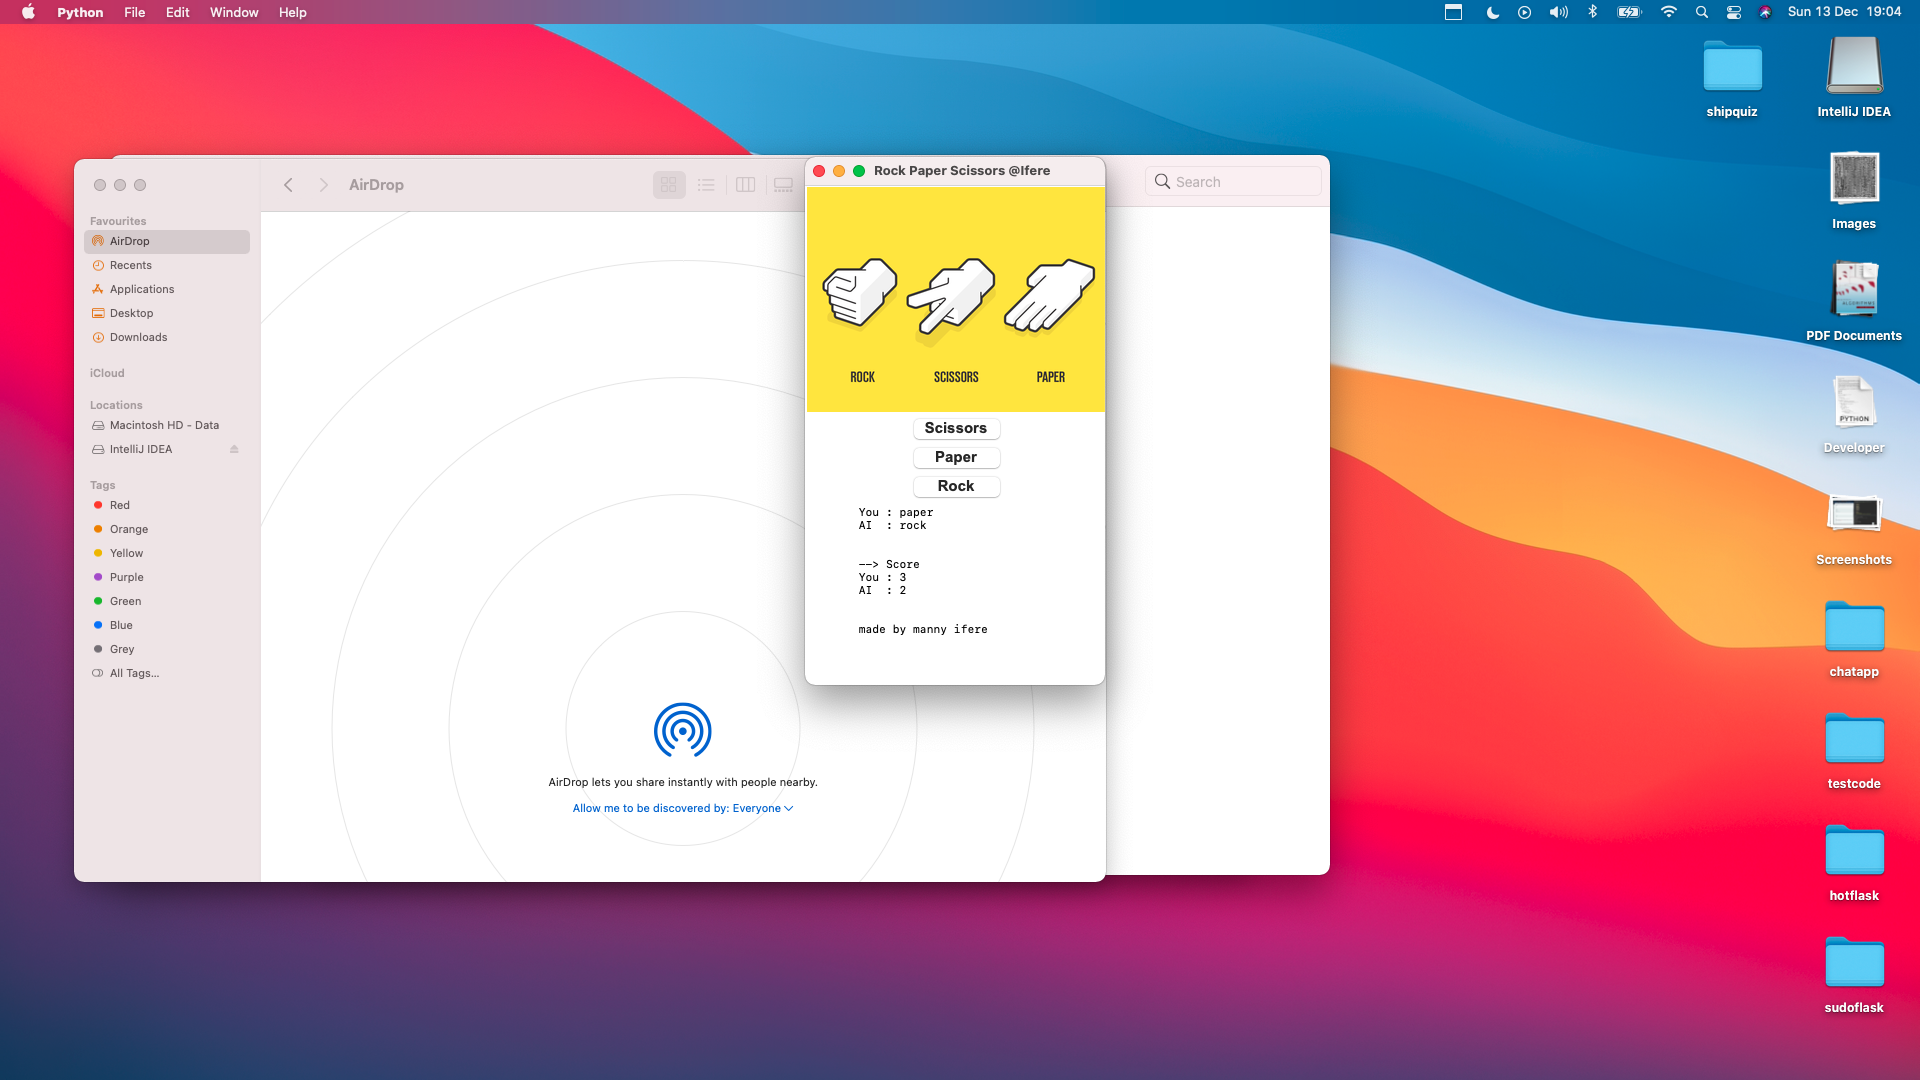 Python File Edit Window Help
Sun 13 Dec 19:04
AirDrop
Favourites
AirDrop
Recents
Applications
Desktop
Downloads
iCloud
Locations
Macintosh HD - Data
IntelliJ IDEA
Tags
Red
Orange
Yellow
Purple
Green
Blue
Grey
All Tags...
AirDrop lets you share instantly with people nearby.
Allow me to be discovered by: Everyone
Rock Paper Scissors @Ifere
ROCK SCISSORS PAPER
Scissors
Paper
Rock
You : paper
AI : rock
--> Score
You : 3
AI : 2
made by manny ifere
Search
shipquiz
IntelliJ IDEA
Images
PDF Documents
PYTHON
Developer
Screenshots
chatapp
testcode
hotflask
sudoflask